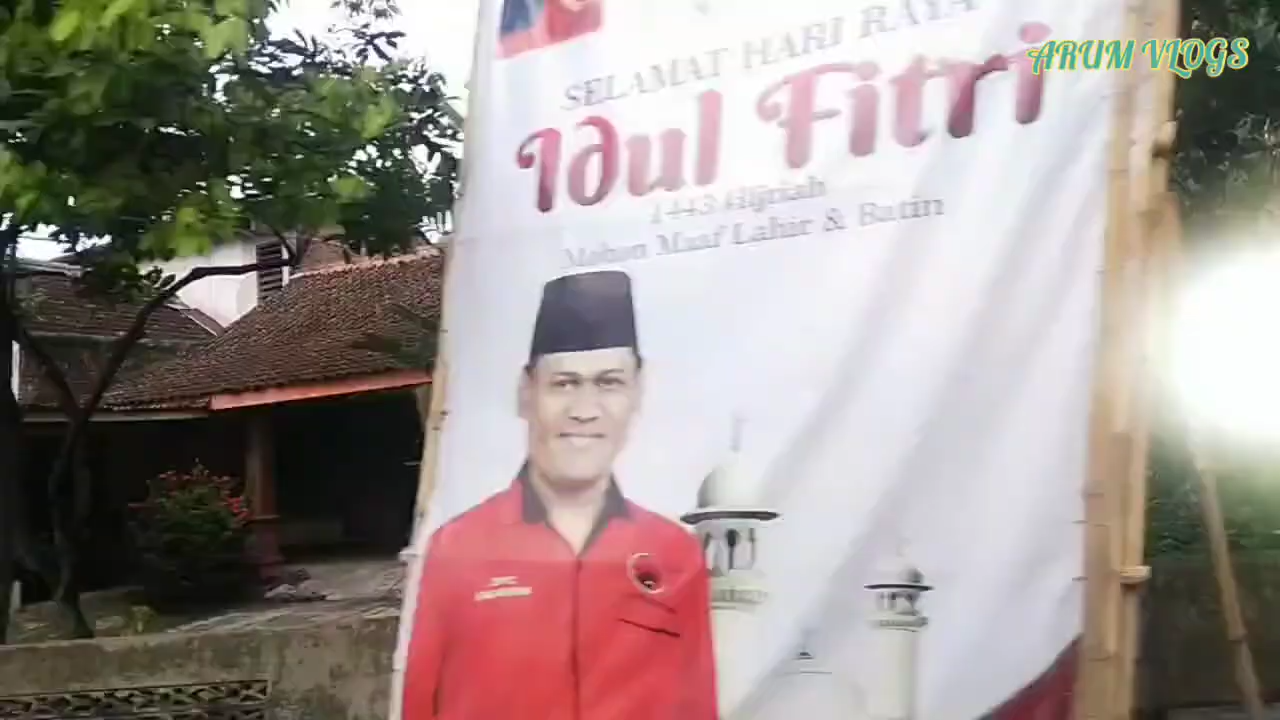 ARUM VLOGS
SELAMAT HARI RAYA
Idul Fitri
1443 Hijriah
Mohon Maaf Lahir & Batin